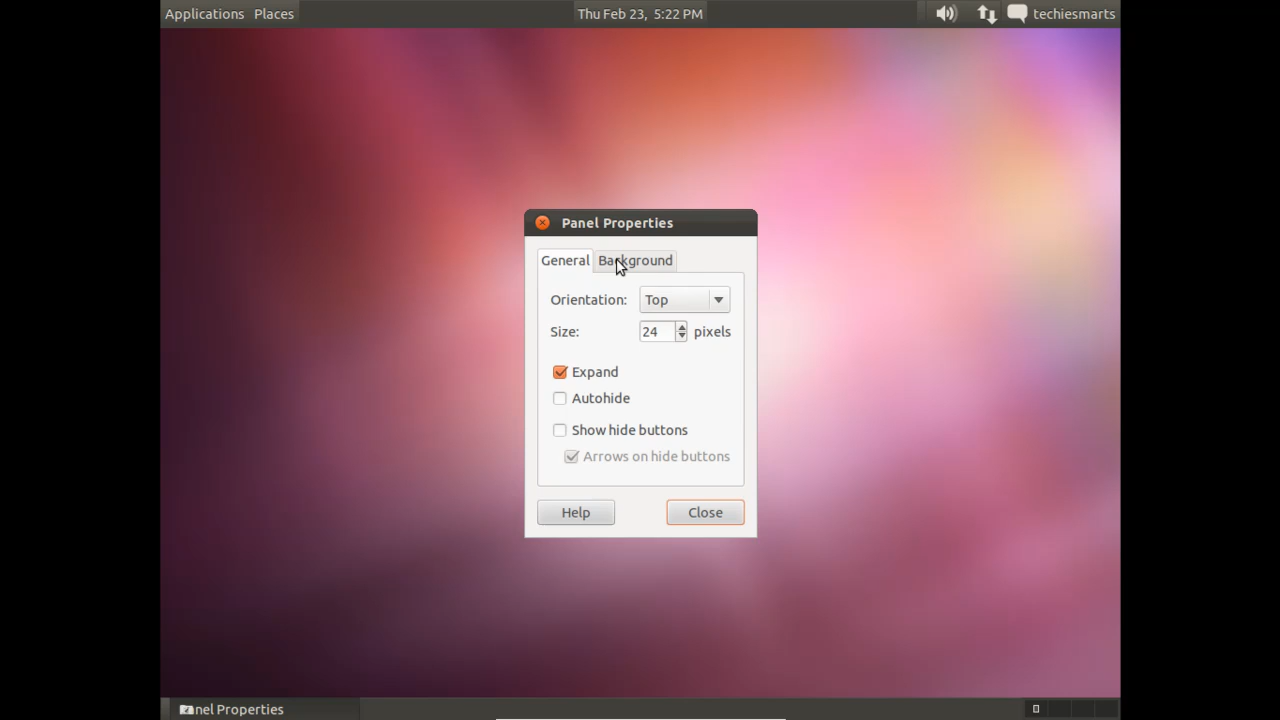 Applications Places Thu Feb 23, 5:22 PM techiesmarts
Panel Properties
General Background
Orientation: Top
Size: 24 pixels
Expand
Autohide
Show hide buttons
Arrows on hide buttons
Help Close
nel Properties